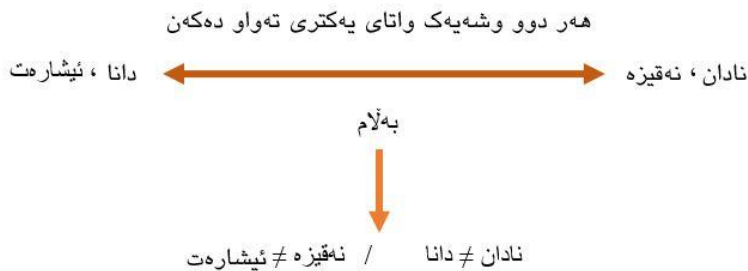 هەر دوو وشەیەک واتای یەکتری تەواو دەکەن
نادان ، نەقیزە دانا ، ئیشارەت
بەڵام
نادان ≠ دانا / نەقیزە ≠ ئیشارەت